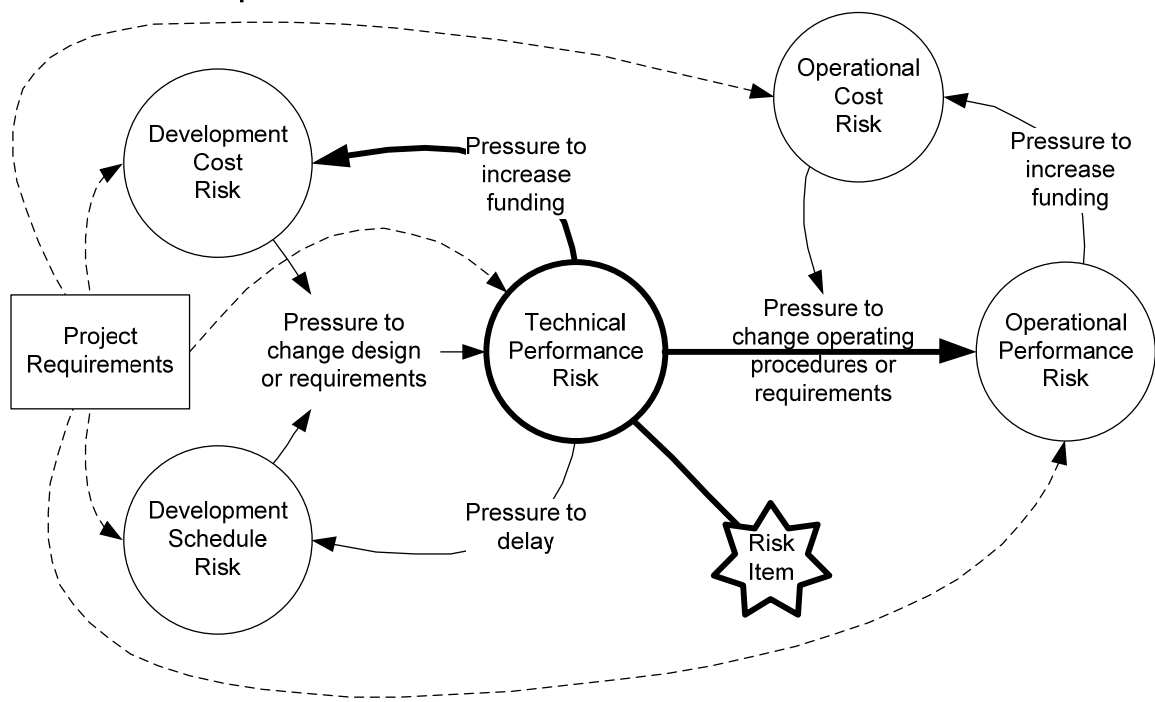 Operational
Cost
Risk
Development
Cost
Risk
Pressure to
increase
funding
Pressure to
increase
funding
Project
Requirements
Pressure to
change design
or requirements
Technical
Performance
Risk
Pressure to
change operating
procedures or
requirements
Operational
Performance
Risk
Development
Schedule
Risk
Pressure to
delay
Risk
Item